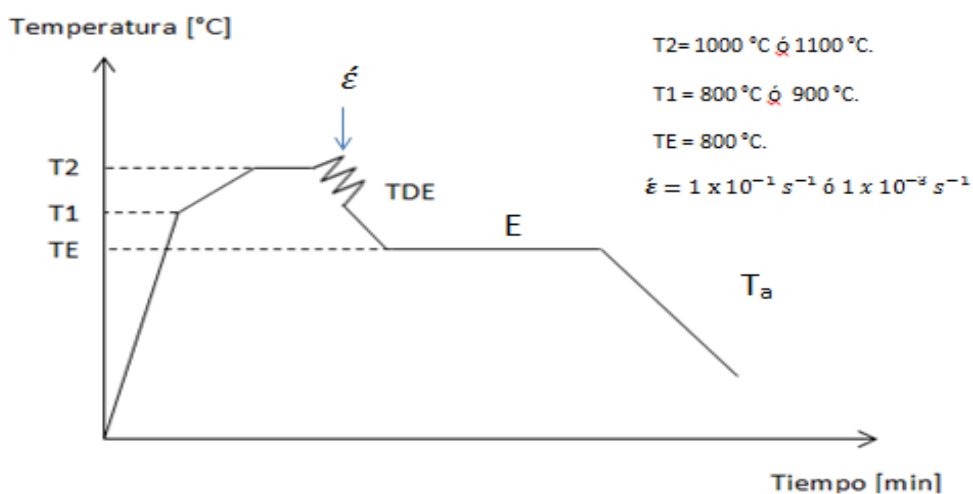 Temperatura [°C]
T2= 1000 °C ó 1100 °C.
T1 = 800 °C ó 900 °C.
TE = 800 °C.
έ = 1 x 10⁻¹ s⁻¹ ó 1 x 10⁻³ s⁻¹
έ
T2
TDE
T1
E
TE
Tₐ
Tiempo [min]